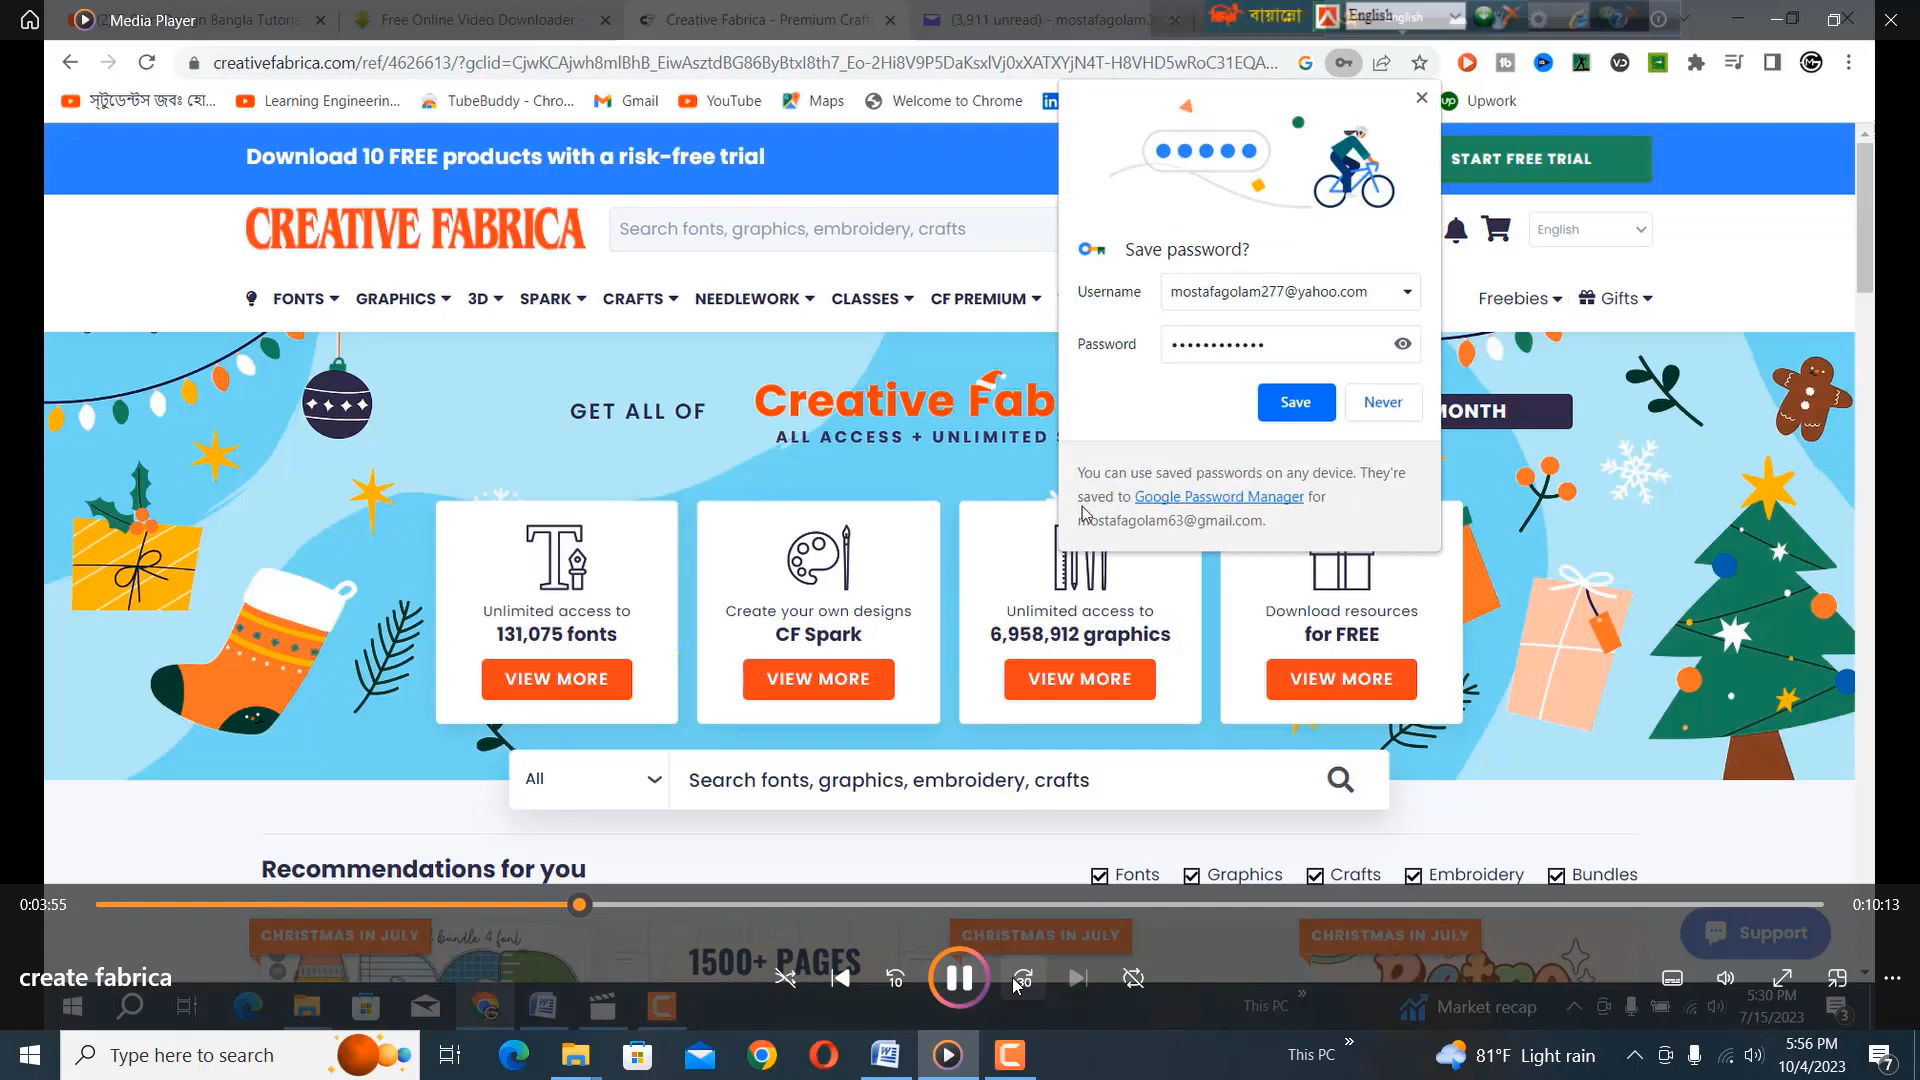 Media Player
n Bangla Tutoria
Free Online Video Downloader -
Creative Fabrica - Premium Craft
(3,911 unread) - mostafagolam2
বায়ান্নো
English
creativefabrica.com/ref/4626613/?gclid=CjwKCAjwh8mlBhB_EiwAsztdBG86ByBtxI8th7_Eo-2Hi8V9P5DaKsxlVj0xXATXYjN4T-H8VHD5wRoC31EQA...
স্টুডেন্টস জবঃ হো...
Learning Engineerin...
TubeBuddy - Chro...
Gmail
YouTube
Maps
Welcome to Chrome
Upwork
Download 10 FREE products with a risk-free trial
START FREE TRIAL
CREATIVE FABRICA
Search fonts, graphics, embroidery, crafts
English
FONTS
GRAPHICS
3D
SPARK
CRAFTS
NEEDLEWORK
CLASSES
CF PREMIUM
Freebies
Gifts
Save password?
Username
mostafagolam277@yahoo.com
Password
Save
Never
You can use saved passwords on any device. They're
saved to Google Password Manager for
mostafagolam63@gmail.com.
GET ALL OF
Creative Fab
MONTH
ALL ACCESS + UNLIMITED
Unlimited access to
131,075 fonts
VIEW MORE
Create your own designs
CF Spark
VIEW MORE
Unlimited access to
6,958,912 graphics
VIEW MORE
Download resources
for FREE
VIEW MORE
All
Search fonts, graphics, embroidery, crafts
Recommendations for you
Fonts
Graphics
Crafts
Embroidery
Bundles
0:03:55
0:10:13
CHRISTMAS IN JULY
bundle 4 font
1500+ PAGES
CHRISTMAS IN JULY
CHRISTMAS IN JULY
Retro
Support
create fabrica
10
30
This PC
Market recap
5:30 PM
7/15/2023
3
Type here to search
This PC
81°F Light rain
5:56 PM
10/4/2023
7